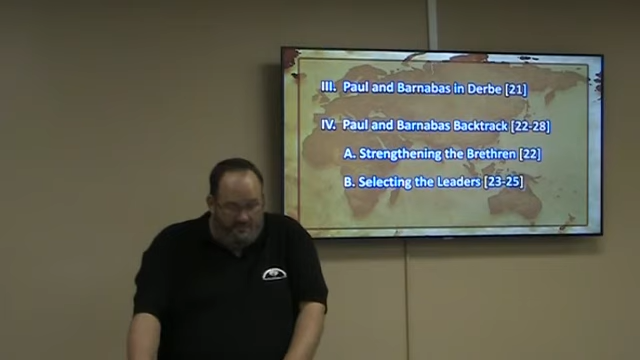 III. Paul and Barnabas in Derbe [21]
IV. Paul and Barnabas Backtrack [22-28]
A. Strengthening the Brethren [22]
B. Selecting the Leaders [23-25]